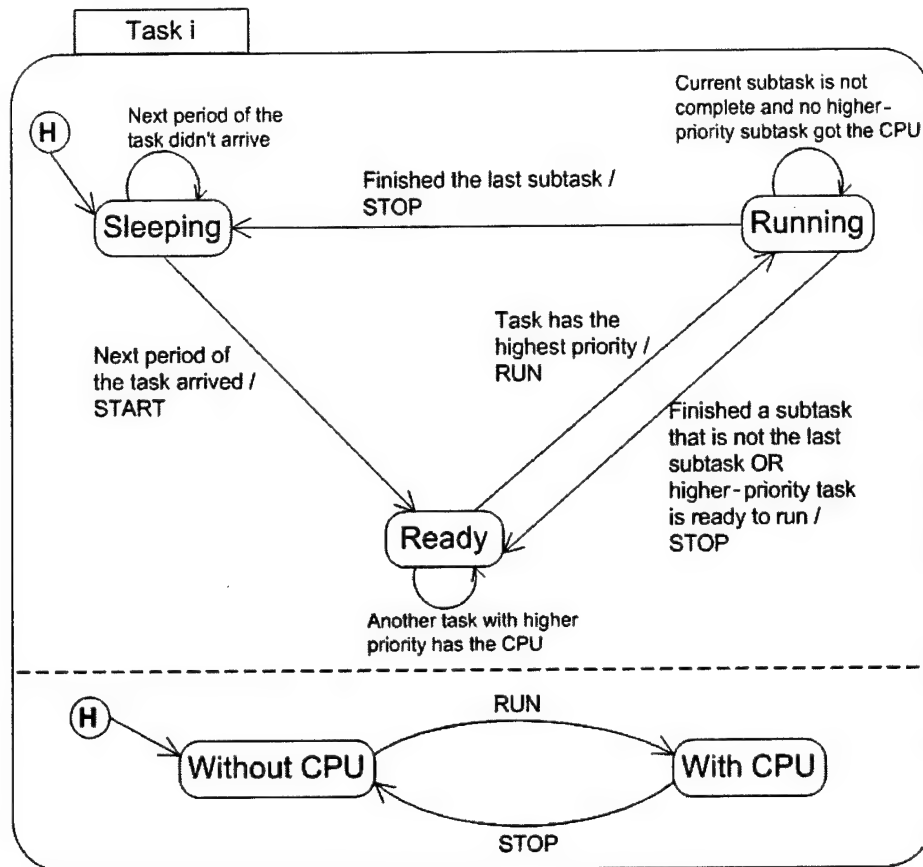 Task i
H
Next period of the
task didn't arrive
Current subtask is not
complete and no higher-
priority subtask got the CPU
Finished the last subtask /
STOP
Sleeping
Running
Next period of
the task arrived /
START
Task has the
highest priority /
RUN
Finished a subtask
that is not the last
subtask OR
higher-priority task
is ready to run /
STOP
Ready
Another task with higher
priority has the CPU
H
RUN
Without CPU
With CPU
STOP